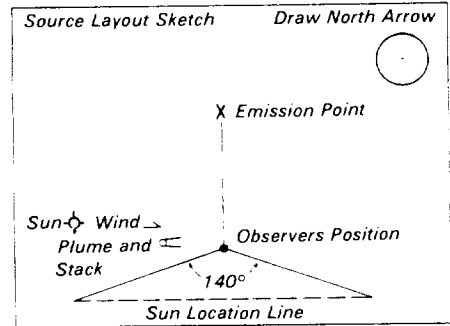 Source Layout Sketch
Draw North Arrow
X Emission Point
Sun Wind
Plume and
Stack
Observers Position
140°
Sun Location Line